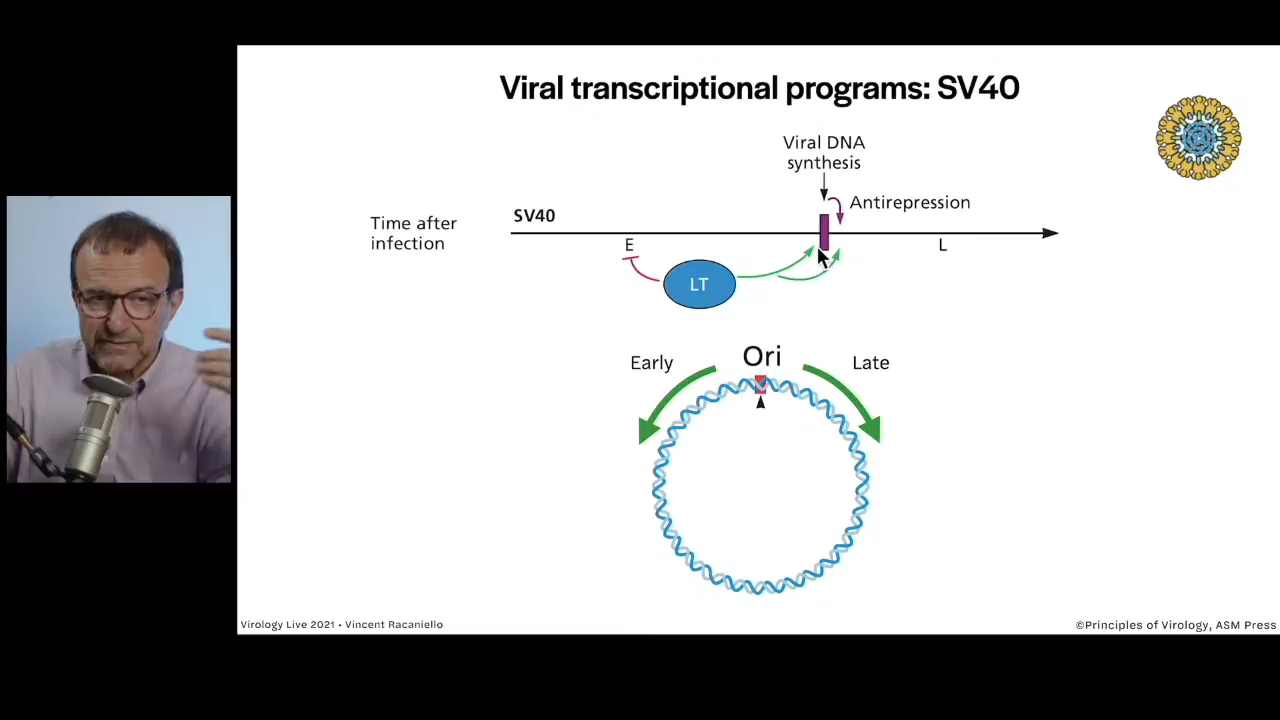 Viral transcriptional programs: SV40
Viral DNA
synthesis
Antirepression
SV40
Time after
infection
E
L
LT
Ori
Early
Late
Virology Live 2021 • Vincent Racaniello
©Principles of Virology, ASM Press